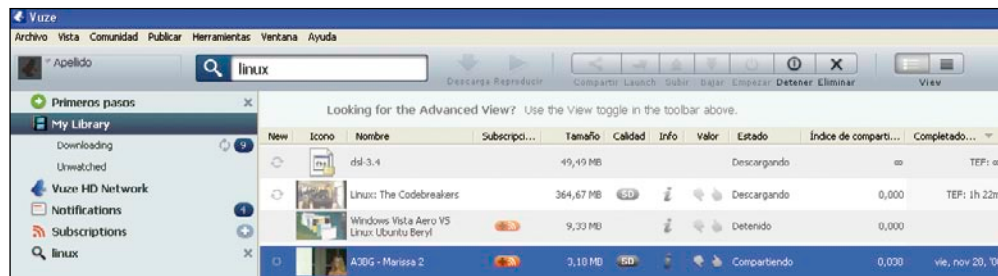 Vuze
Archivo Vista Comunidad Publicar Herramientas Ventana Ayuda
Apellido
linux
Descarga Reproducir
Compartir Launch Subir Bajar Empezar Detener Eliminar
View
Primeros pasos
My Library
Downloading 9
Unwatched
Vuze HD Network
Notifications 4
Subscriptions
linux
Looking for the Advanced View? Use the View toggle in the toolbar above.
New Icono Nombre Subscripci... Tamaño Calidad Info Valor Estado Índice de comparti... Completado...
dsl-3.4 49,49 MB Descargando ∞ TEF: ∞
Linux: The Codebreakers 364,67 MB SD i Descargando 0,000 TEF: 1h 22m
Windows Vista Aero V5
Linux Ubuntu Beryl 9,33 MB i Detenido 0,000
A3BG - Marissa 2 3,18 MB SD i Compartiendo 0,030 vie, nov 20,